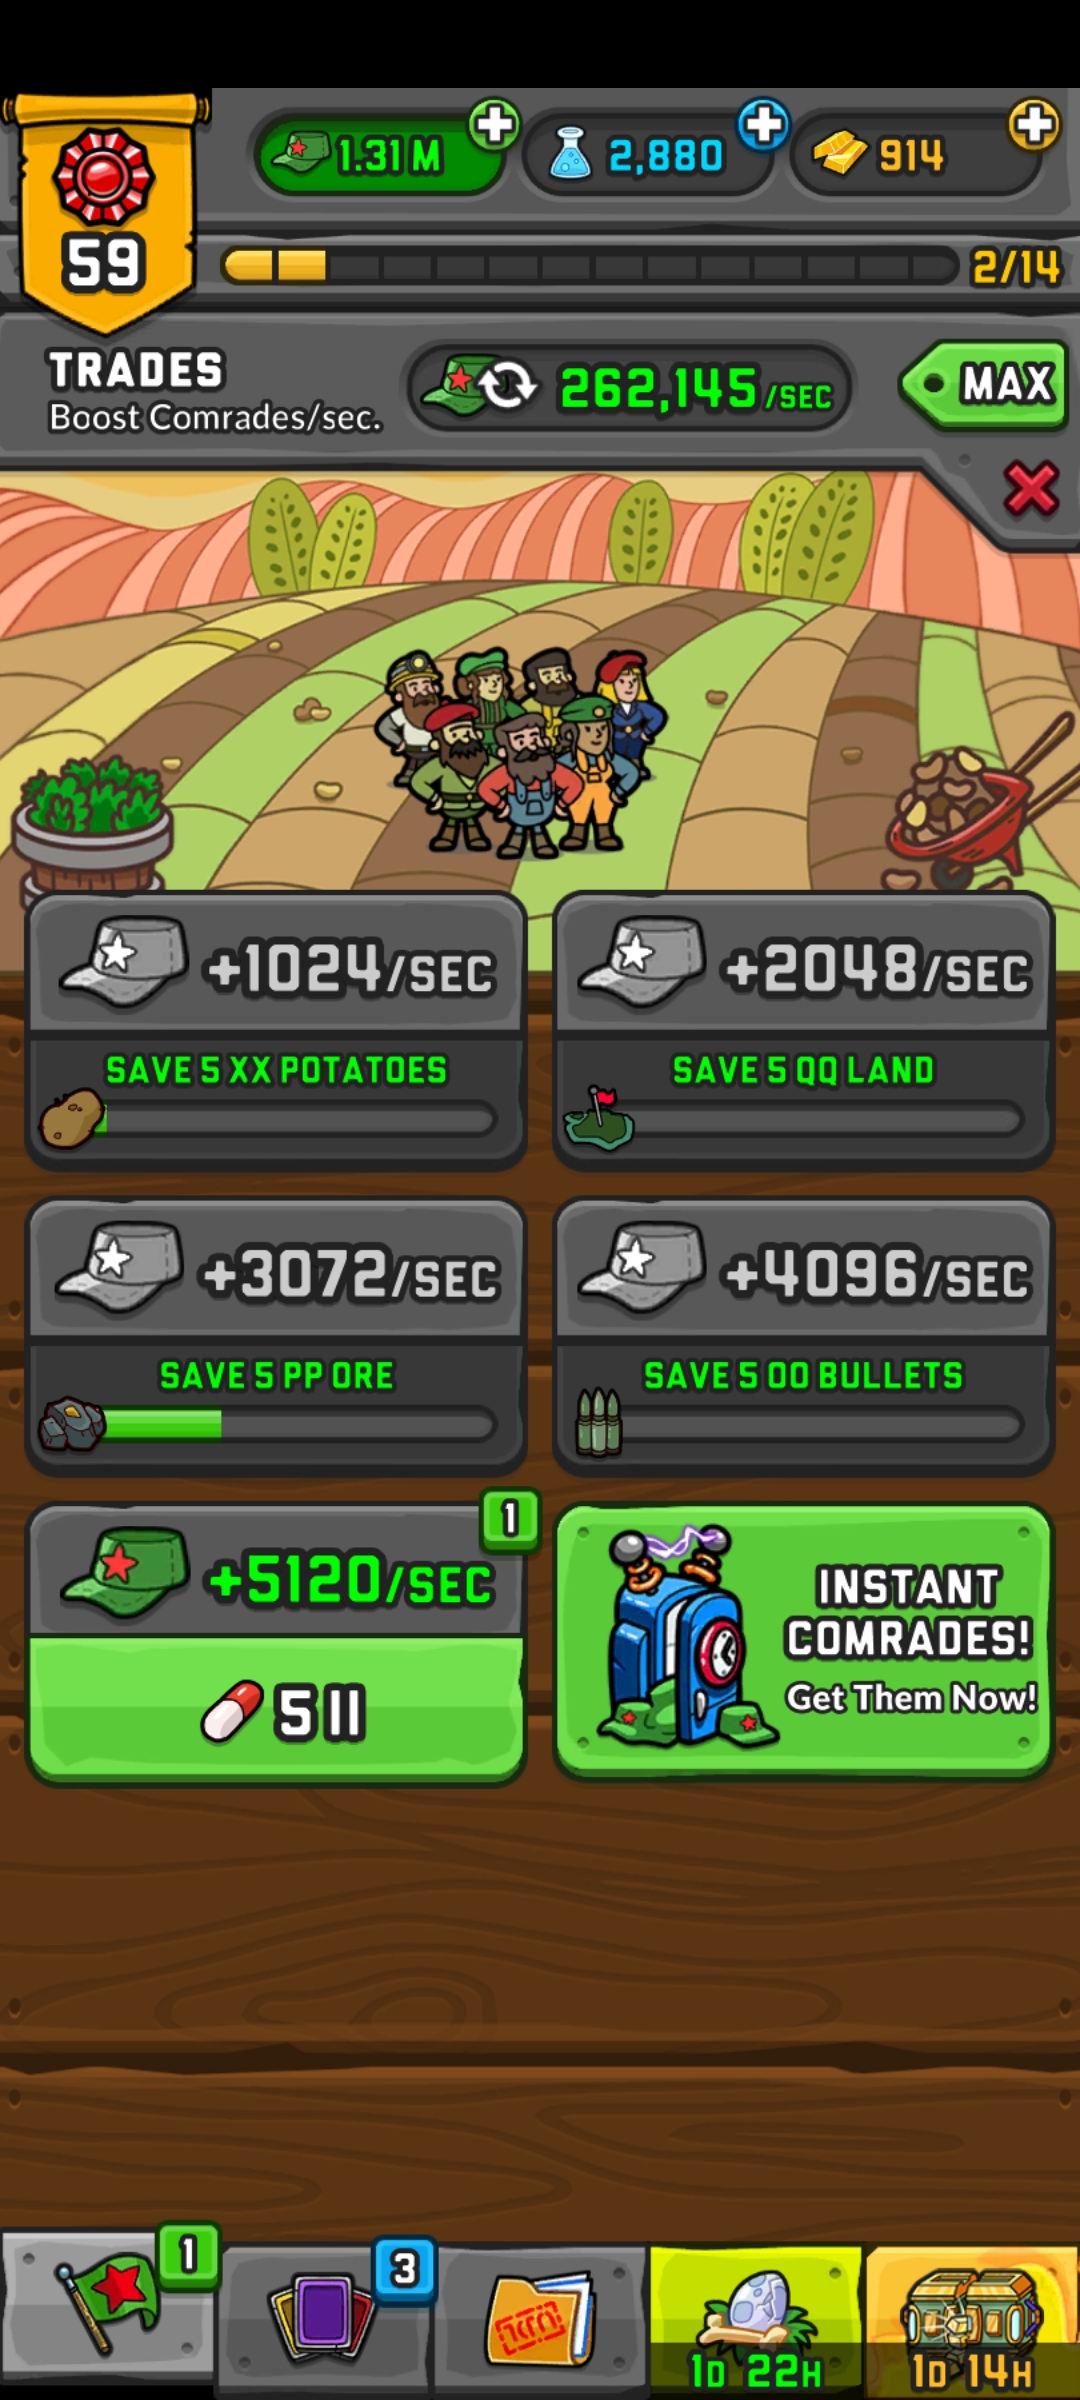 1.31 M
2,880
914
59
2/14
TRADES
Boost Comrades/sec.
262,145/SEC
MAX
+1024/SEC
+2048/SEC
SAVE 5 XX POTATOES
SAVE 5 QQ LAND
+3072/SEC
+4096/SEC
SAVE 5 PP ORE
SAVE 5 OO BULLETS
1
+5120/SEC
5 II
INSTANT
COMRADES!
Get Them Now!
1
3
1D 22H
1D 14H